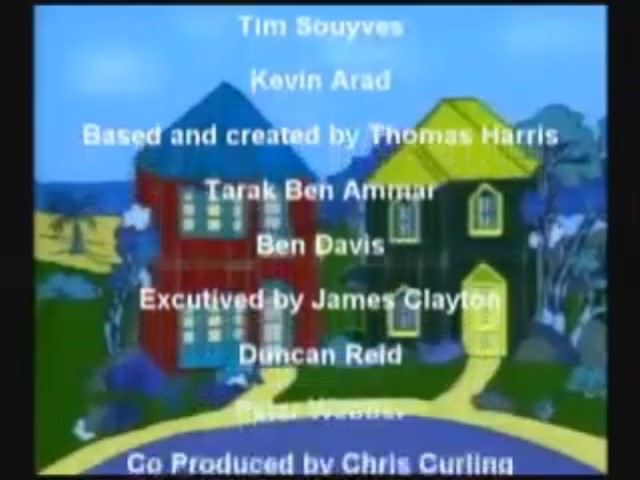 Tim Souyves
Kevin Arad
Based and created by Thomas Harris
Tarak Ben Ammar
Ben Davis
Excutived by James Clayton
Duncan Reid
Co Produced by Chris Curling